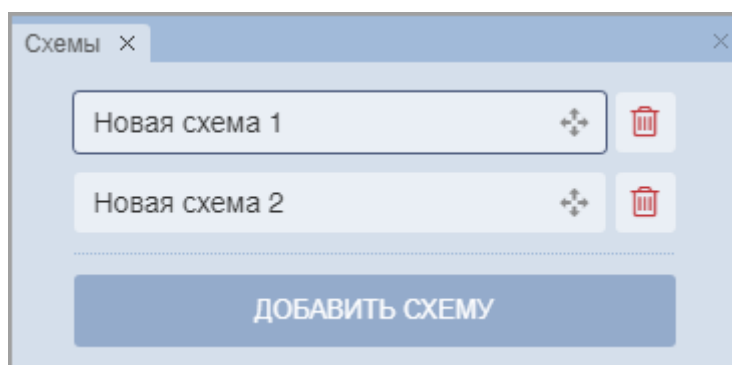 Схемы
Новая схема 1
Новая схема 2
ДОБАВИТЬ СХЕМУ